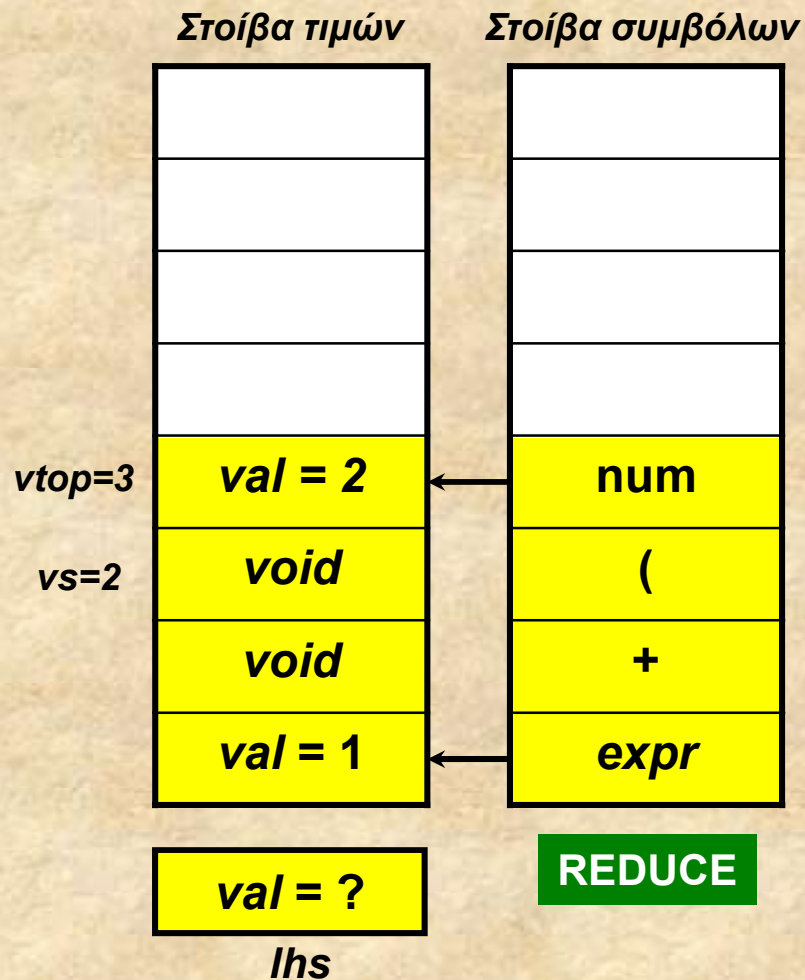 Στοίβα τιμών Στοίβα συμβόλων
vtop=3 val = 2 num
vs=2 void (
void +
val = 1 expr
val = ? REDUCE
lhs